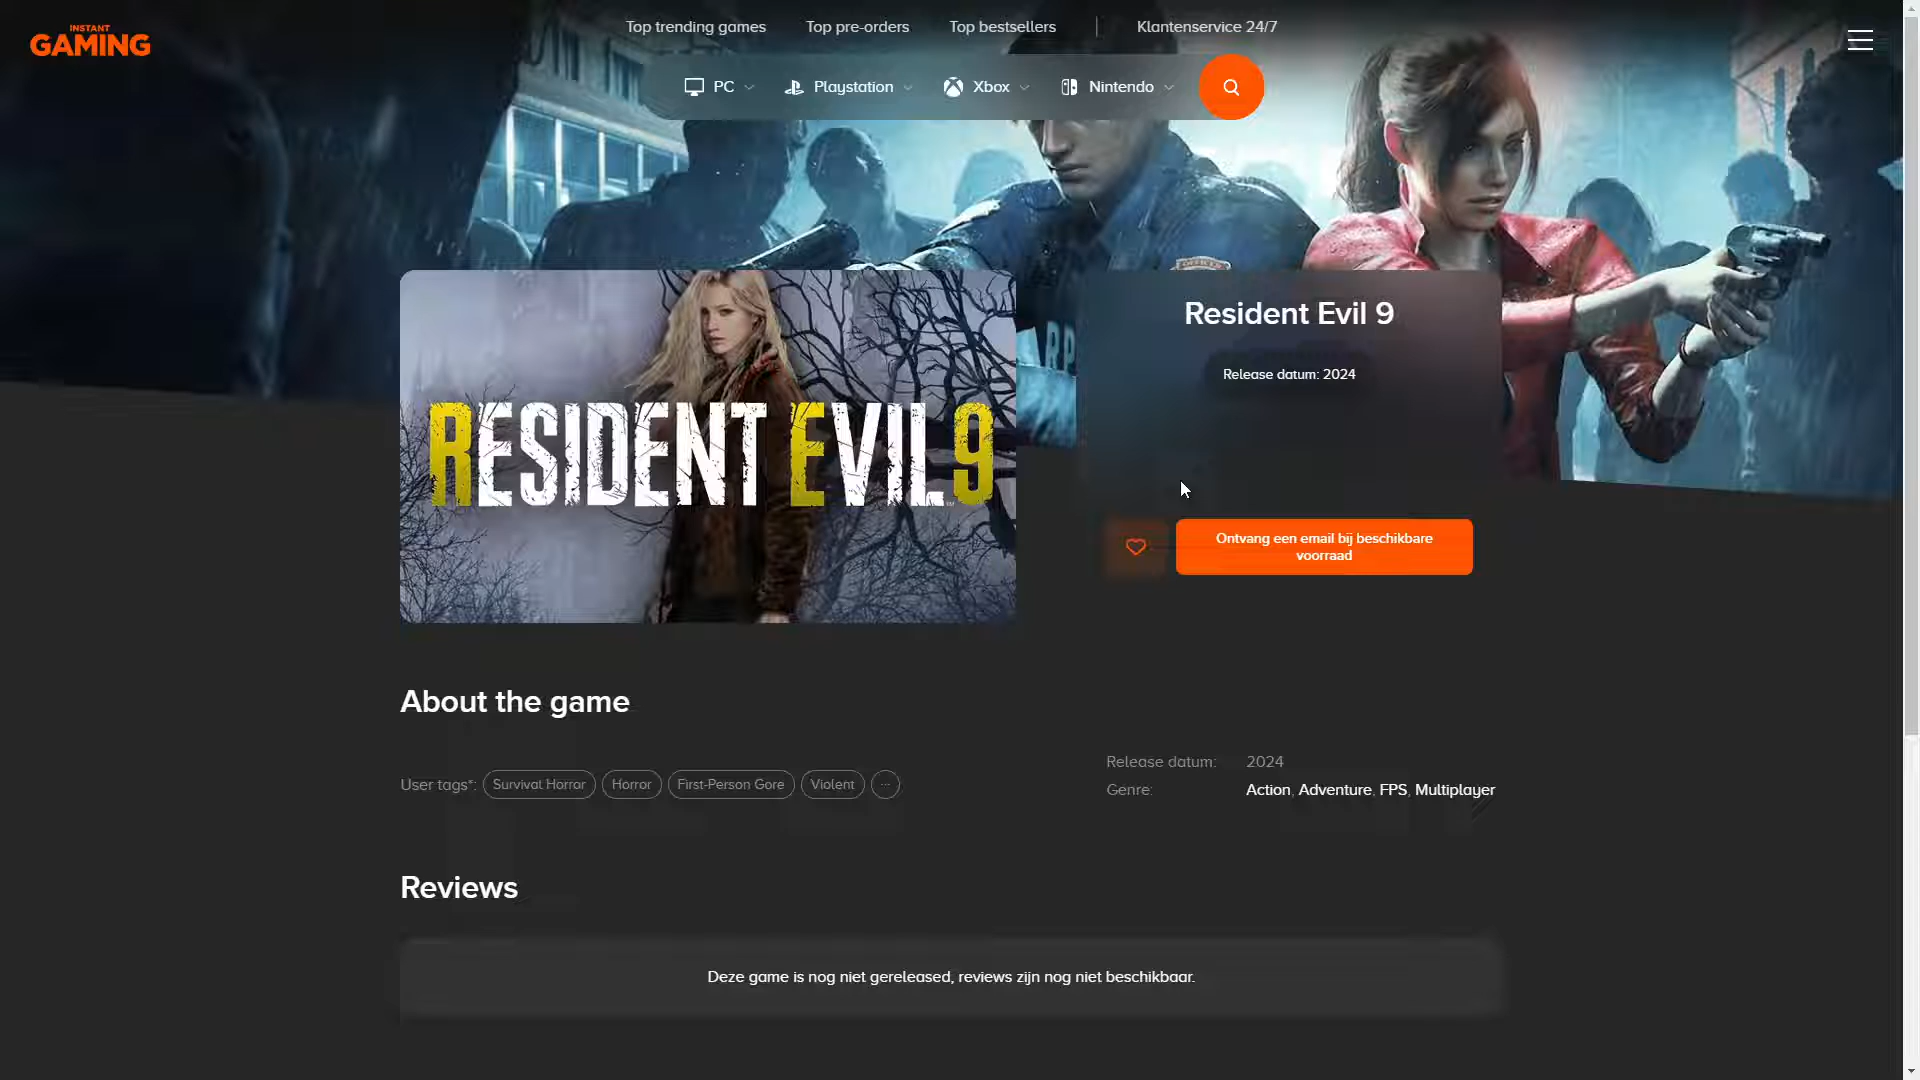 INSTANT
GAMING
Top trending games
Top pre-orders
Top bestsellers
Klantenservice 24/7
PC
Playstation
Xbox
Nintendo
OFFICER
RP
RESIDENT EVIL 9
Resident Evil 9
Release datum: 2024
Ontvang een email bij beschikbare
voorraad
About the game
User tags*:
Survival Horror
Horror
First-Person Gore
Violent
...
Release datum: 2024
Genre: Action, Adventure, FPS, Multiplayer
Reviews
Deze game is nog niet gereleased, reviews zijn nog niet beschikbaar.